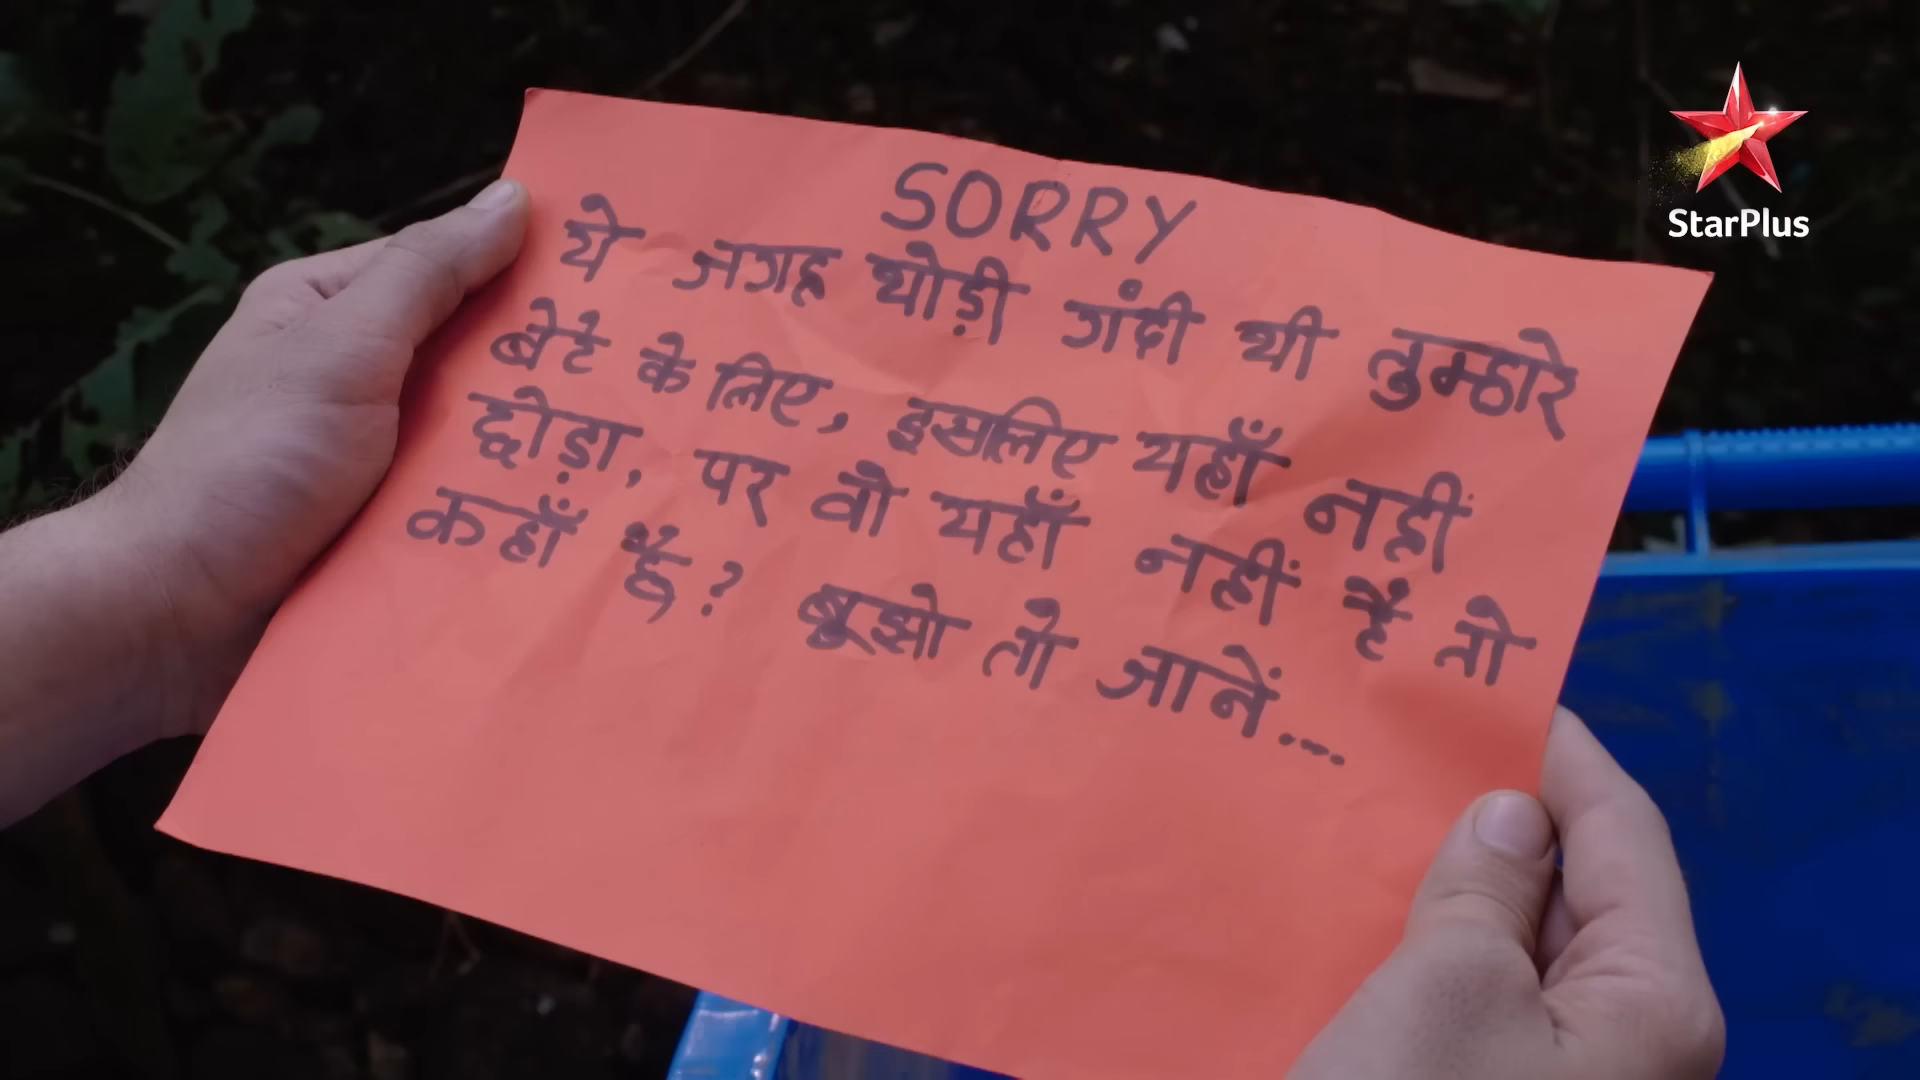 SORRY
ये जगह थोड़ी गंदी थी तुम्हारे
बेटे के लिए, इसलिए यहाँ नहीं
छोड़ा, पर वो यहाँ नहीं है तो
कहाँ है? बूझो तो जानें...
StarPlus